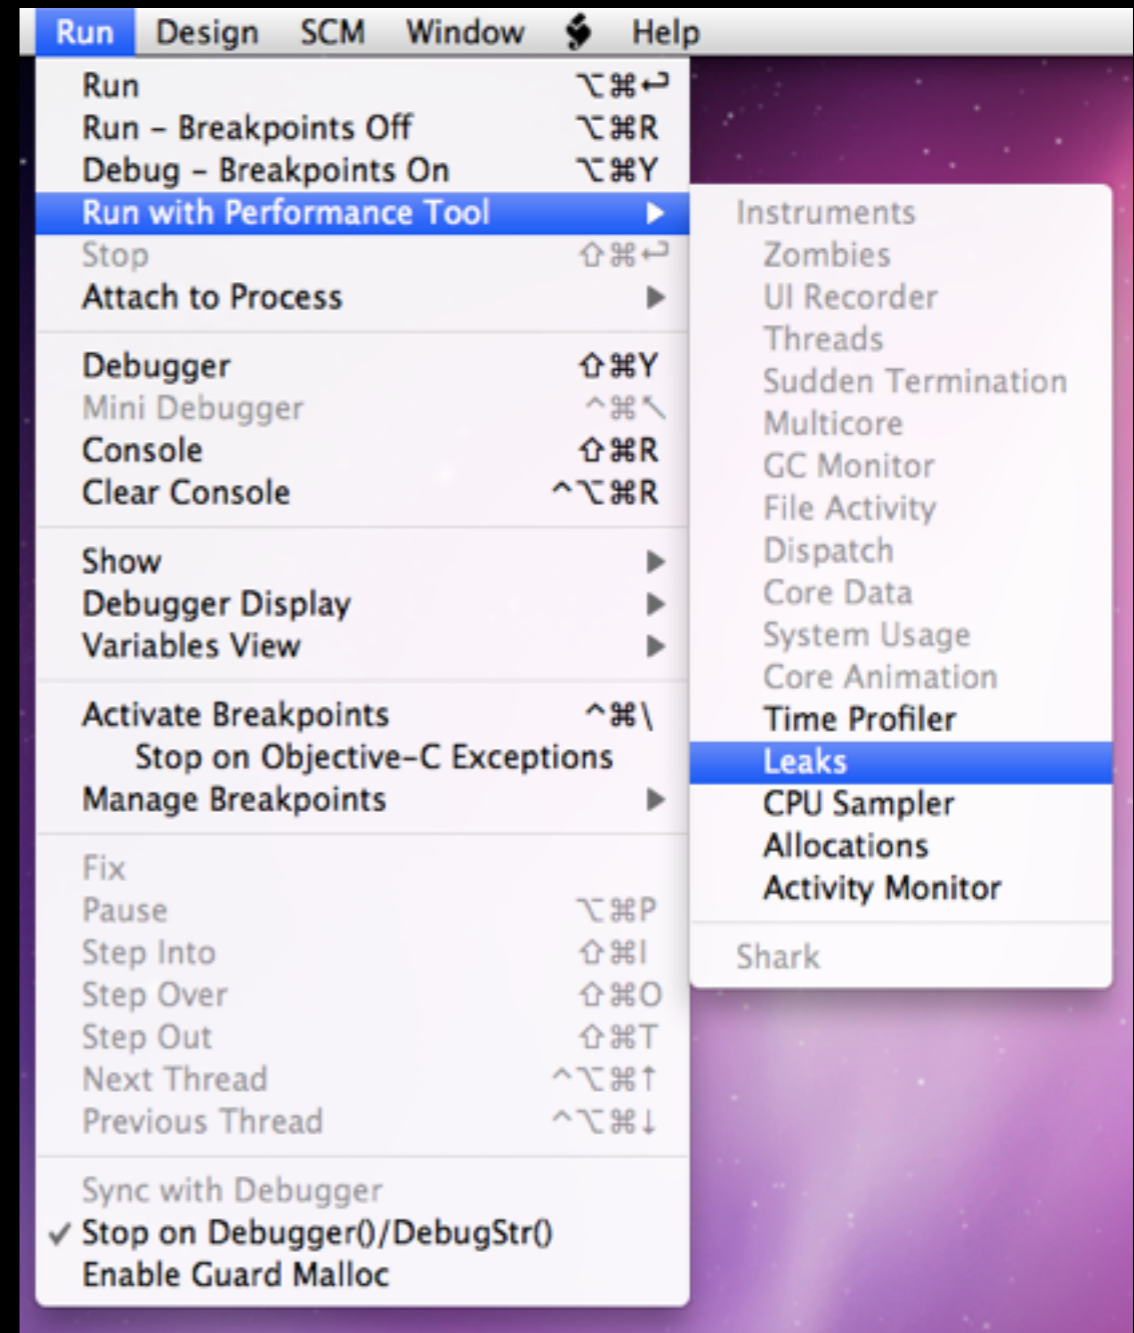 Run Design SCM Window Help
Run ⌥⌘↩
Run – Breakpoints Off ⌥⌘R
Debug – Breakpoints On ⌥⌘Y
Run with Performance Tool ▶
Stop ⇧⌘↩
Attach to Process ▶
Debugger ⇧⌘Y
Mini Debugger ^⌘↖
Console ⇧⌘R
Clear Console ^⌥⌘R
Show ▶
Debugger Display ▶
Variables View ▶
Activate Breakpoints ^⌘\
Stop on Objective-C Exceptions
Manage Breakpoints ▶
Fix
Pause ⌥⌘P
Step Into ⇧⌘I
Step Over ⇧⌘O
Step Out ⇧⌘T
Next Thread ^⌥⌘↑
Previous Thread ^⌥⌘↓
Sync with Debugger
✓ Stop on Debugger()/DebugStr()
Enable Guard Malloc
Instruments
Zombies
UI Recorder
Threads
Sudden Termination
Multicore
GC Monitor
File Activity
Dispatch
Core Data
System Usage
Core Animation
Time Profiler
Leaks
CPU Sampler
Allocations
Activity Monitor
Shark